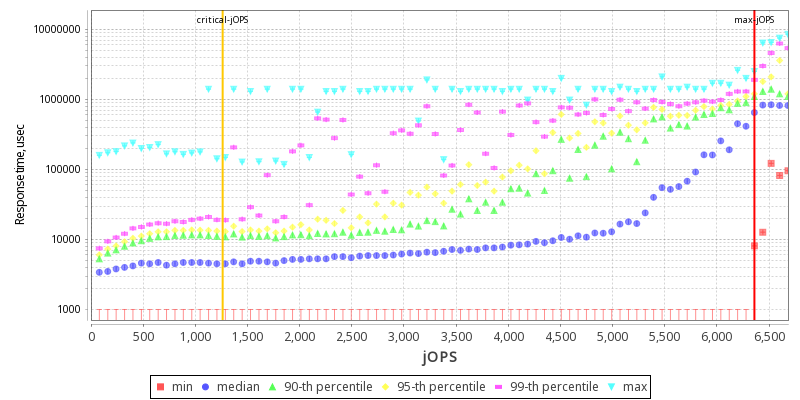 critical-jOPS
max-jOPS
Response time, usec
10000000
1000000
100000
10000
1000
0
500
1,000
1,500
2,000
2,500
3,000
3,500
4,000
4,500
5,000
5,500
6,000
6,500
jOPS
min
median
90-th percentile
95-th percentile
99-th percentile
max